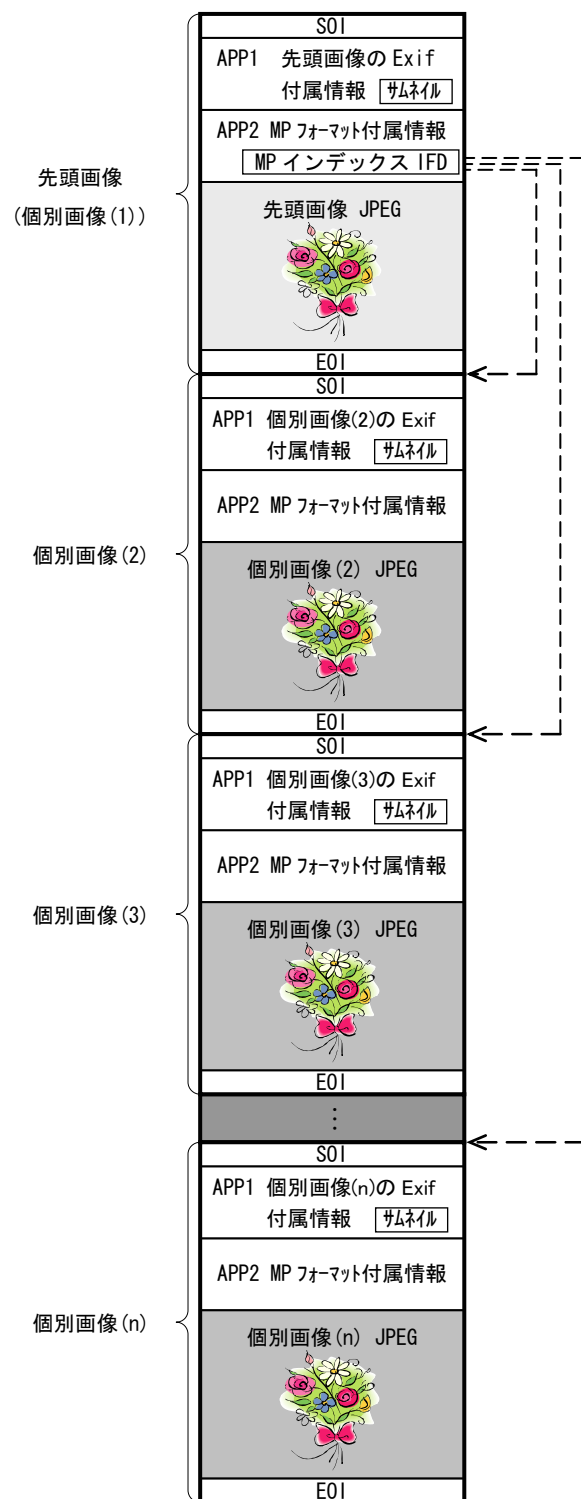 SOI
APP1 先頭画像の Exif
付属情報 ｻﾑﾈｲﾙ
APP2 MP ﾌｫｰﾏｯﾄ付属情報
MP インデックス IFD
先頭画像
(個別画像(1))
先頭画像 JPEG
EOI
SOI
APP1 個別画像(2)の Exif
付属情報 ｻﾑﾈｲﾙ
APP2 MP ﾌｫｰﾏｯﾄ付属情報
個別画像(2)
個別画像(2) JPEG
EOI
SOI
APP1 個別画像(3)の Exif
付属情報 ｻﾑﾈｲﾙ
APP2 MP ﾌｫｰﾏｯﾄ付属情報
個別画像(3)
個別画像(3) JPEG
EOI
⋮
SOI
APP1 個別画像(n)の Exif
付属情報 ｻﾑﾈｲﾙ
APP2 MP ﾌｫｰﾏｯﾄ付属情報
個別画像(n)
個別画像(n) JPEG
EOI